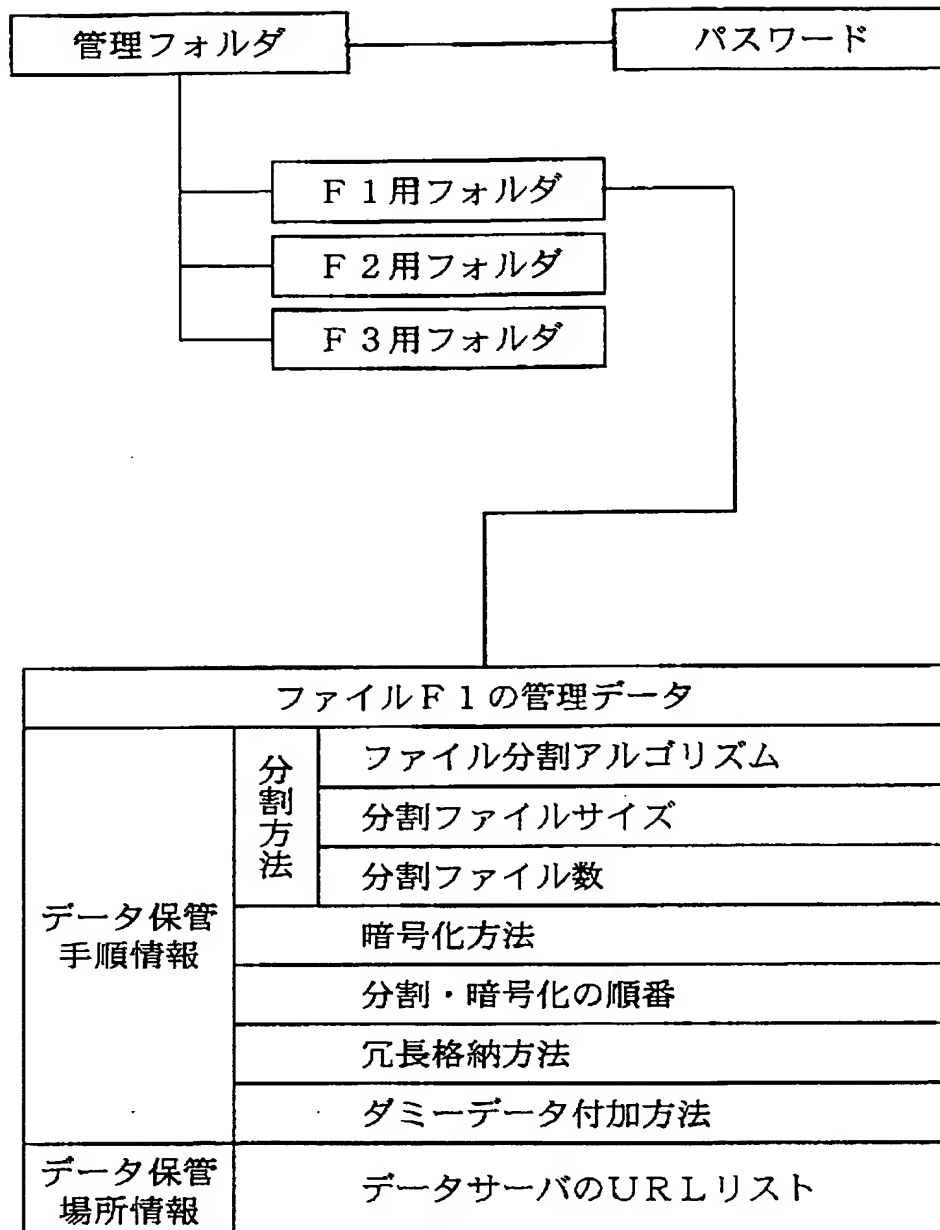 管理フォルダ
パスワード
Ｆ１用フォルダ
Ｆ２用フォルダ
Ｆ３用フォルダ
ファイルＦ１の管理データ
データ保管
手順情報
分割方法
ファイル分割アルゴリズム
分割ファイルサイズ
分割ファイル数
暗号化方法
分割・暗号化の順番
冗長格納方法
ダミーデータ付加方法
データ保管
場所情報
データサーバのＵＲＬリスト